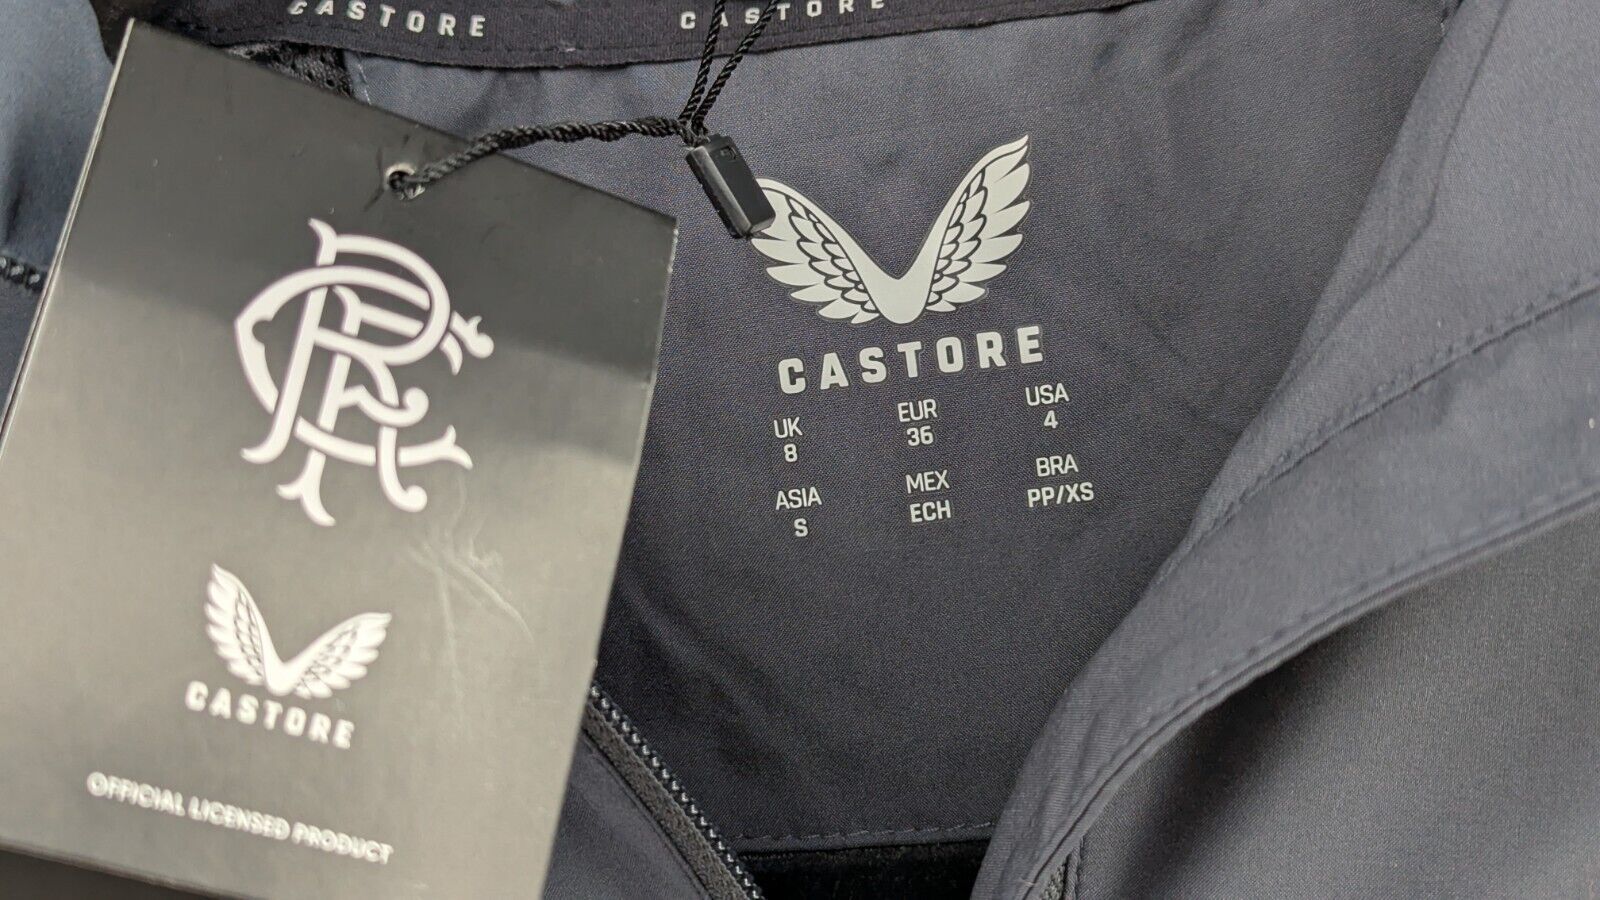 CASTORE CASTORE
CASTORE
UK EUR USA
8 36 4
ASIA MEX BRA
S ECH PP/XS
RFC
CASTORE
OFFICIAL LICENSED PRODUCT